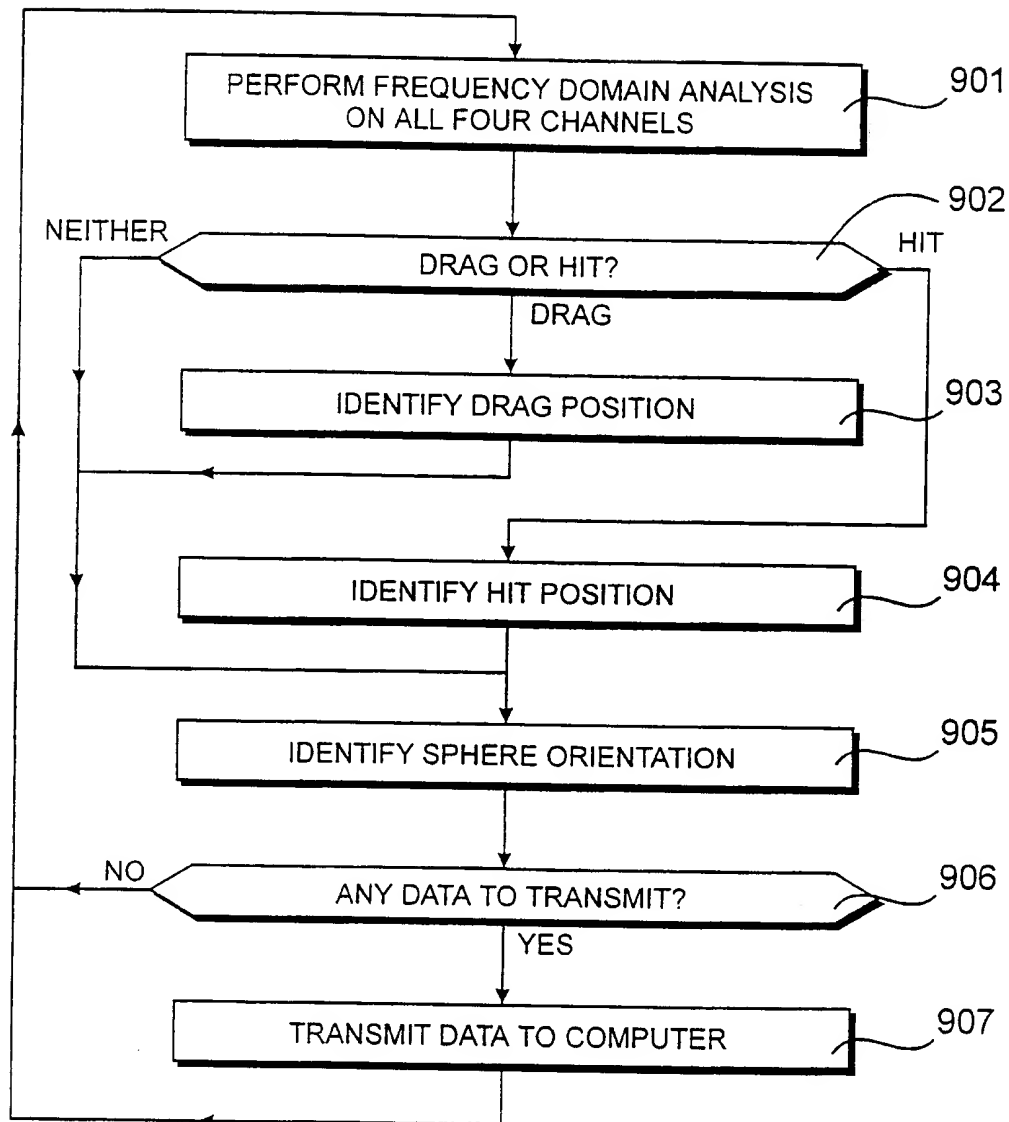 PERFORM FREQUENCY DOMAIN ANALYSIS
ON ALL FOUR CHANNELS
901
902
NEITHER
DRAG OR HIT?
HIT
DRAG
IDENTIFY DRAG POSITION
903
IDENTIFY HIT POSITION
904
IDENTIFY SPHERE ORIENTATION
905
NO
ANY DATA TO TRANSMIT?
906
YES
TRANSMIT DATA TO COMPUTER
907